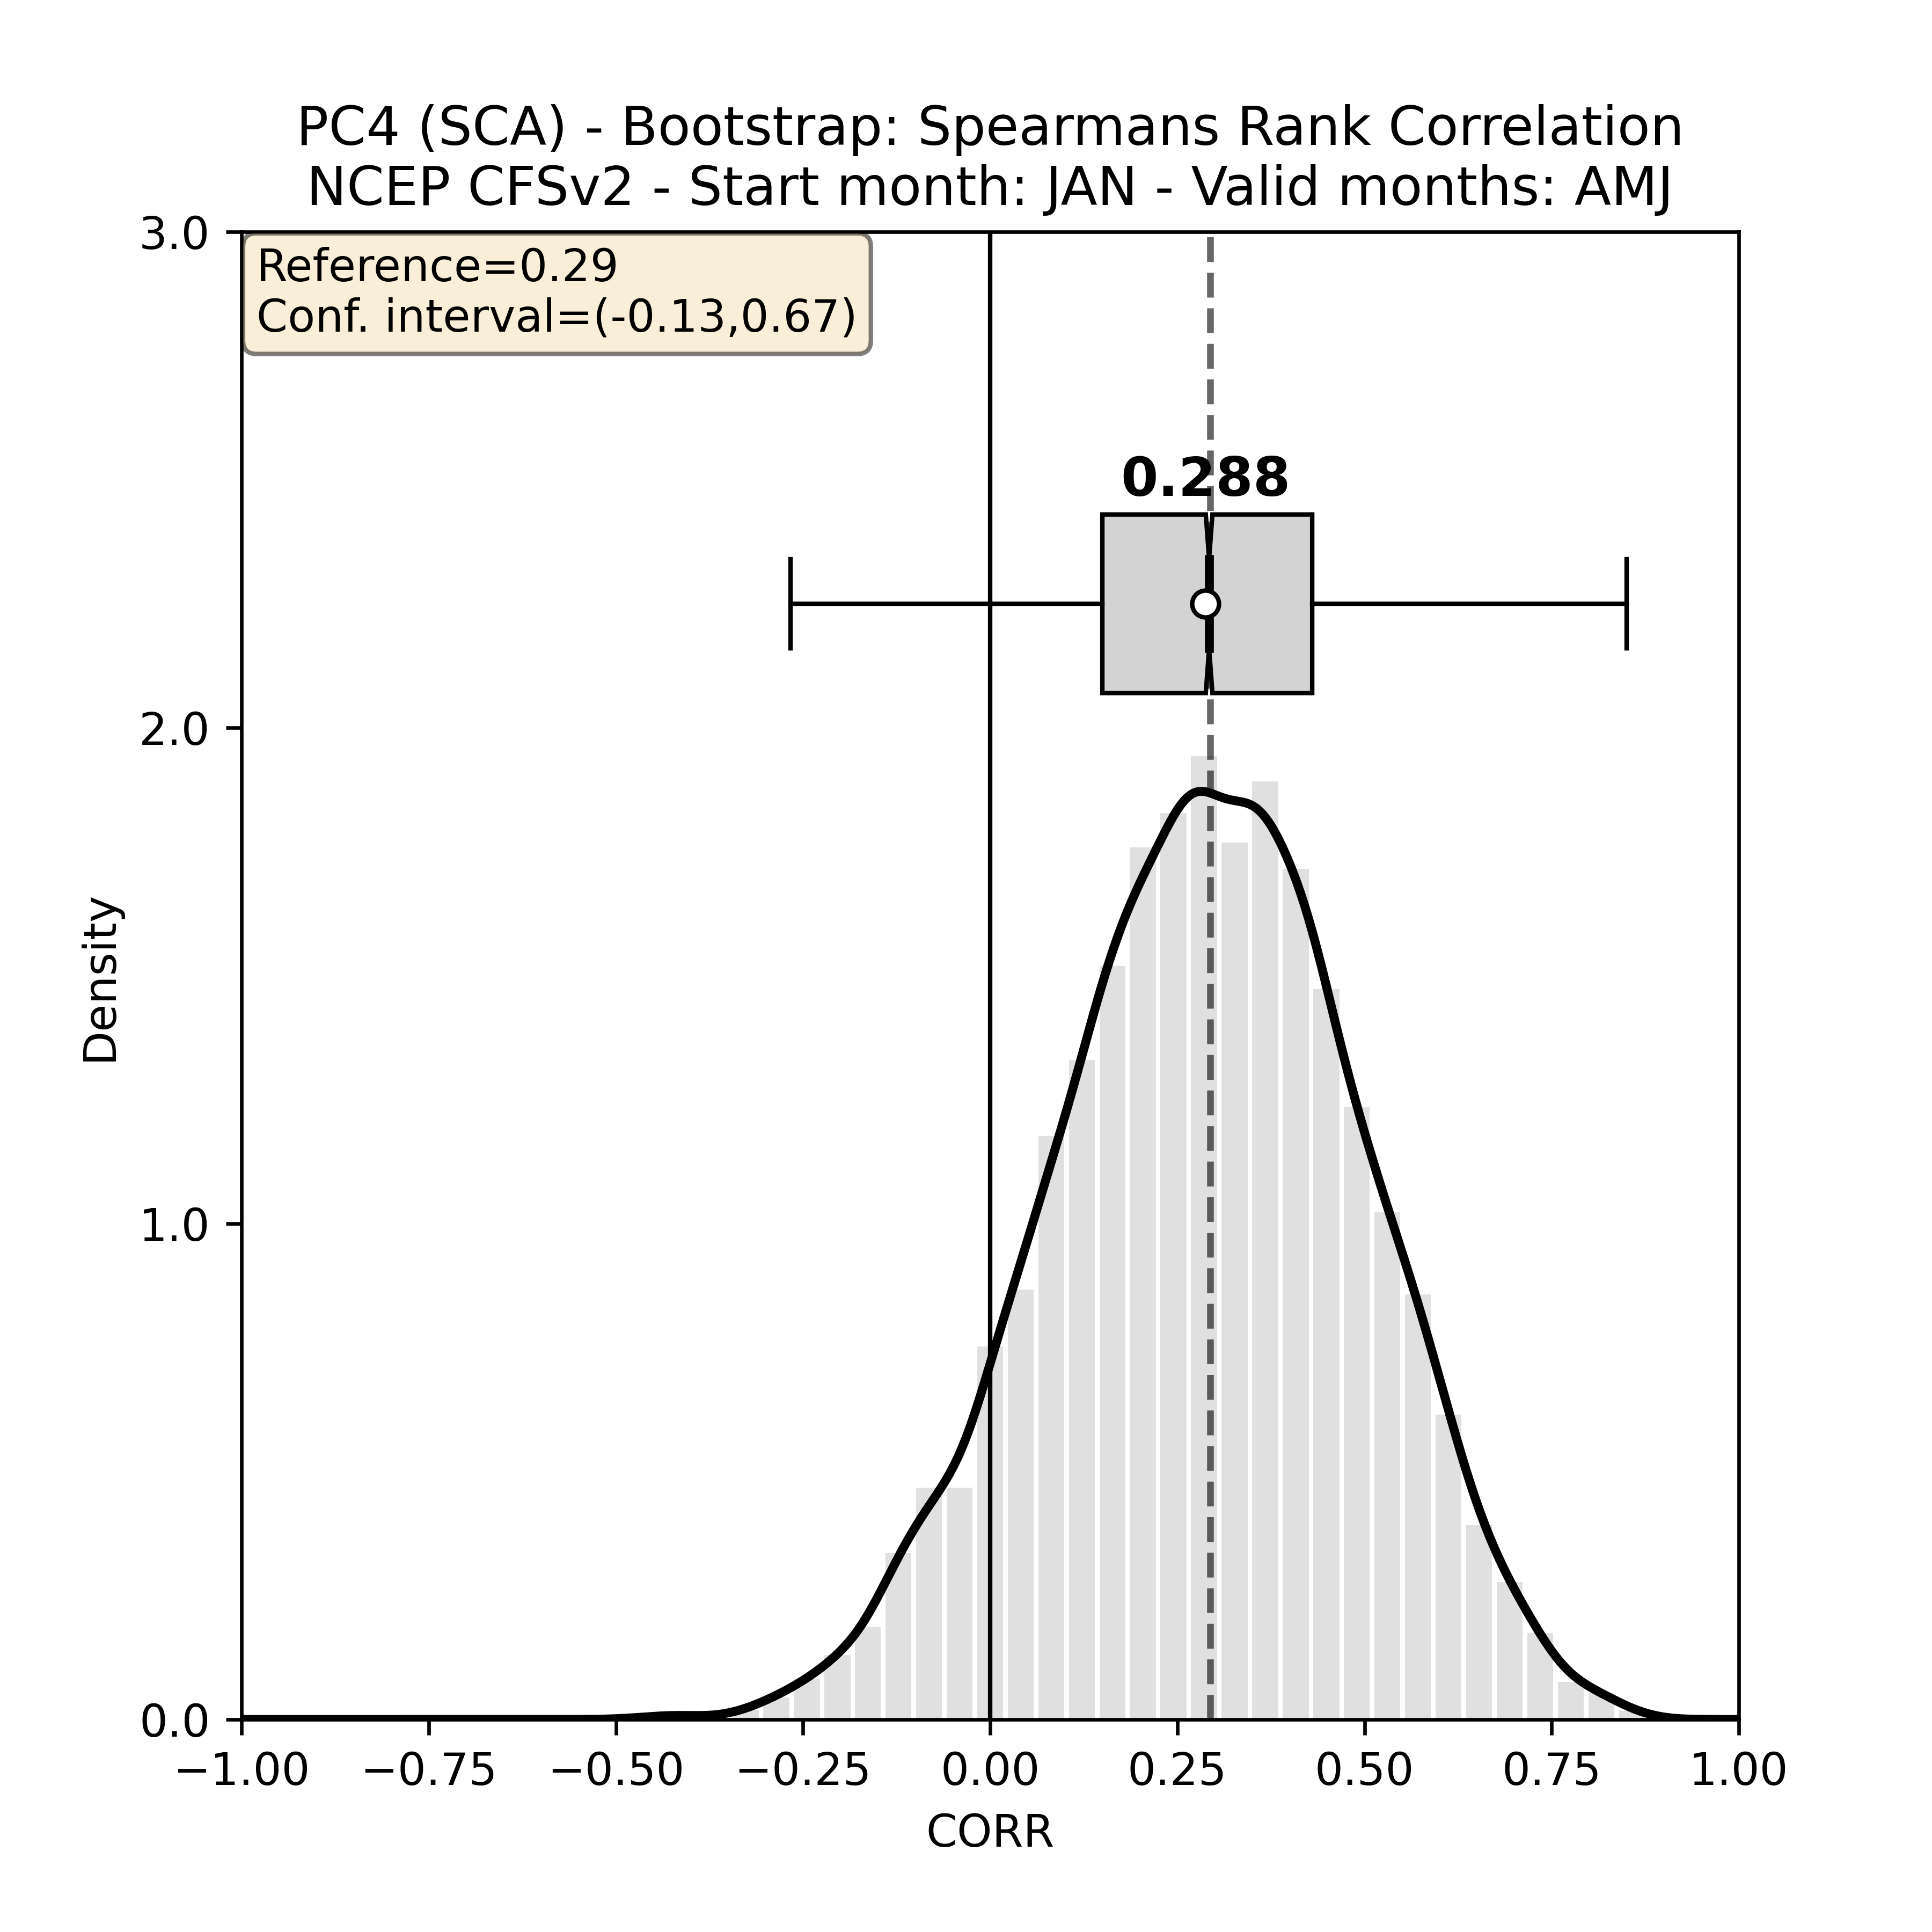 PC4 (SCA) - Bootstrap: Spearmans Rank Correlation
NCEP CFSv2 - Start month: JAN - Valid months: AMJ
3.0
Reference=0.29
Conf. interval=(-0.13,0.67)
0.288
2.0
Density
1.0
0.0
−1.00 −0.75 −0.50 −0.25 0.00 0.25 0.50 0.75 1.00
CORR